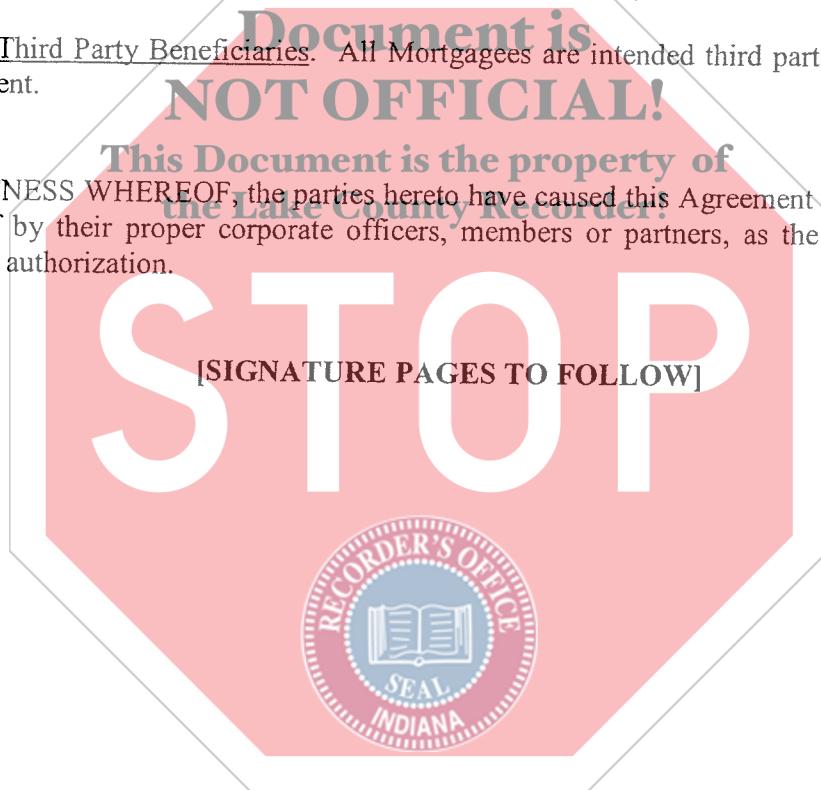 Document is
Third Party Beneficiaries. All Mortgagees are intended third part
ent.
NOT OFFICIAL!
This Document is the property of
NESS WHEREOF, the parties hereto have caused this Agreement
the Lake County Recorder!
by their proper corporate officers, members or partners, as the
authorization.
STOP
[SIGNATURE PAGES TO FOLLOW]
RECORDER'S OFFICE
SEAL
INDIANA